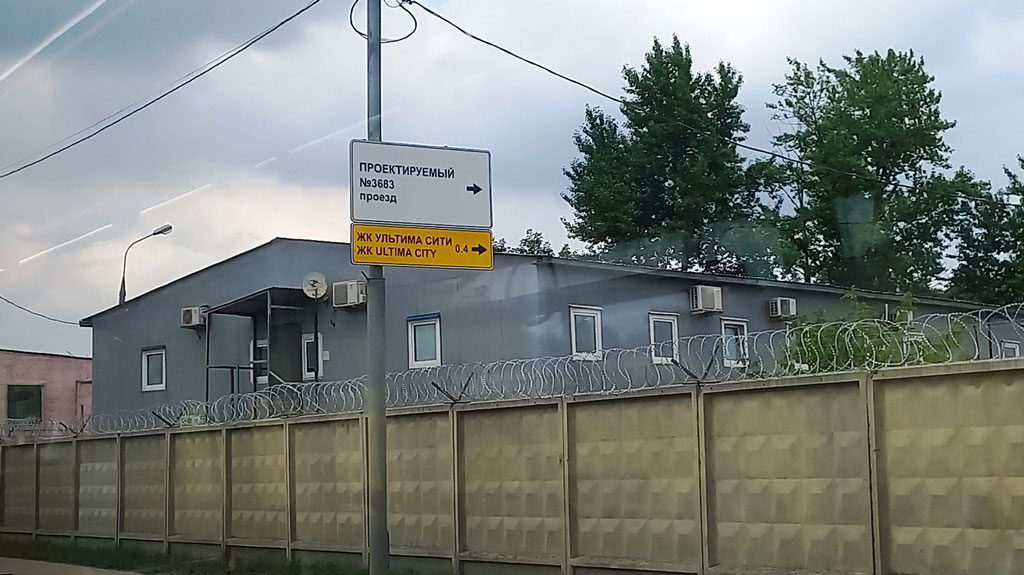 ПРОЕКТИРУЕМЫЙ
№3683
проезд
ЖК УЛЬТИМА СИТИ
ЖК ULTIMA CITY
0.4